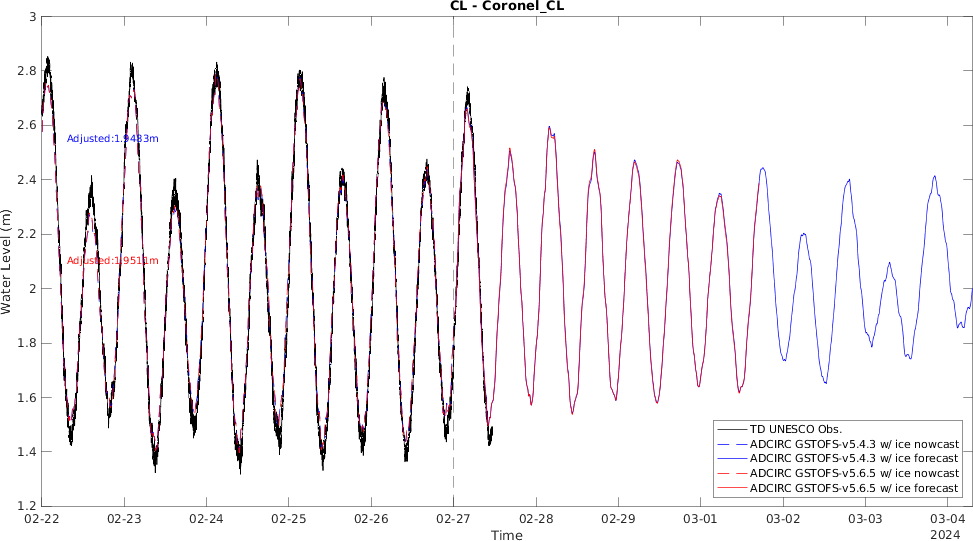 CL - Coronel_CL
3
2.8
2.6
2.4
2.2
2
1.8
1.6
1.4
1.2
Water Level (m)
Adjusted:1.9483m
Adjusted:1.9511m
TD UNESCO Obs.
ADCIRC GSTOFS-v5.4.3 w/ ice nowcast
ADCIRC GSTOFS-v5.4.3 w/ ice forecast
ADCIRC GSTOFS-v5.6.5 w/ ice nowcast
ADCIRC GSTOFS-v5.6.5 w/ ice forecast
02-22 02-23 02-24 02-25 02-26 02-27 02-28 02-29 03-01 03-02 03-03 03-04
2024
Time